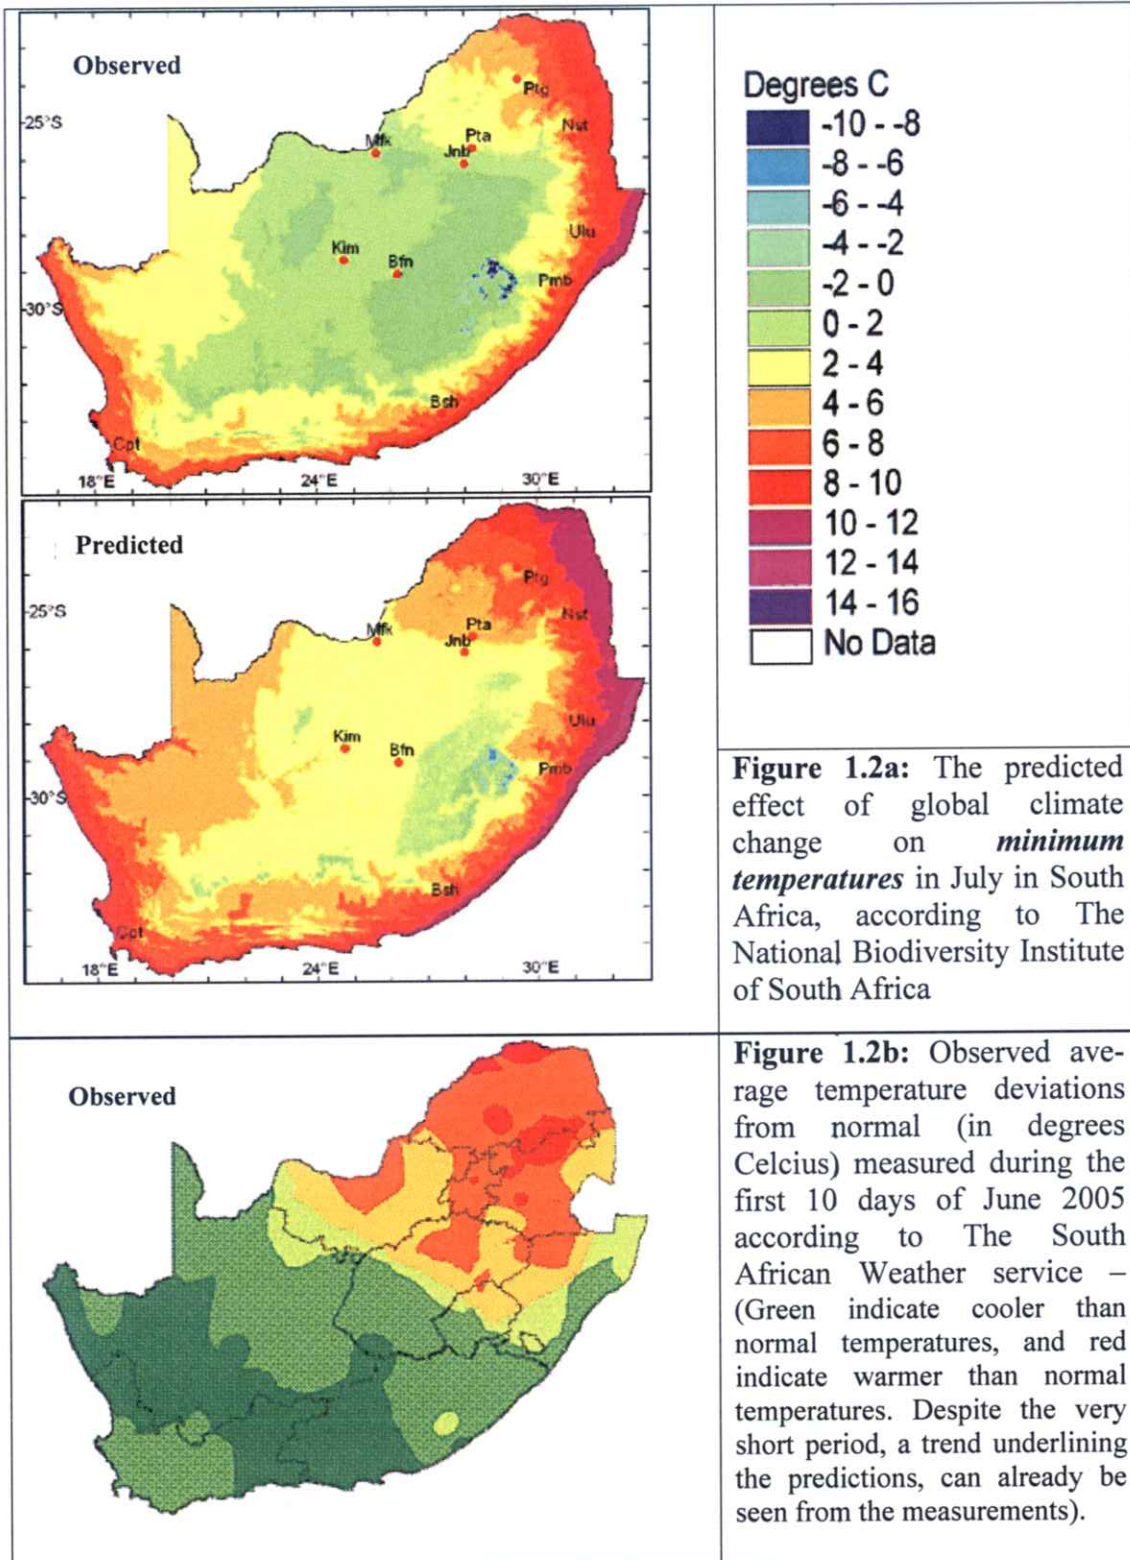 Observed
-25°S
-30°S
Ptg
Nst
Mfk
Pta
Jnb
Ulu
Kim
Bfn
Pmb
Bsh
Cpt
18°E
24°E
30°E
Degrees C
-10 - -8
-8 - -6
-6 - -4
-4 - -2
-2 - 0
0 - 2
2 - 4
4 - 6
6 - 8
8 - 10
10 - 12
12 - 14
14 - 16
No Data
Predicted
-25°S
-30°S
Ptg
Nst
Mfk
Pta
Jnb
Ulu
Kim
Bfn
Pmb
Bsh
Cpt
18°E
24°E
30°E
Figure 1.2a: The predicted
effect of global climate
change on minimum
temperatures in July in South
Africa, according to The
National Biodiversity Institute
of South Africa
Observed
Figure 1.2b: Observed ave-
rage temperature deviations
from normal (in degrees
Celcius) measured during the
first 10 days of June 2005
according to The South
African Weather service –
(Green indicate cooler than
normal temperatures, and red
indicate warmer than normal
temperatures. Despite the very
short period, a trend underlining
the predictions, can already be
seen from the measurements).